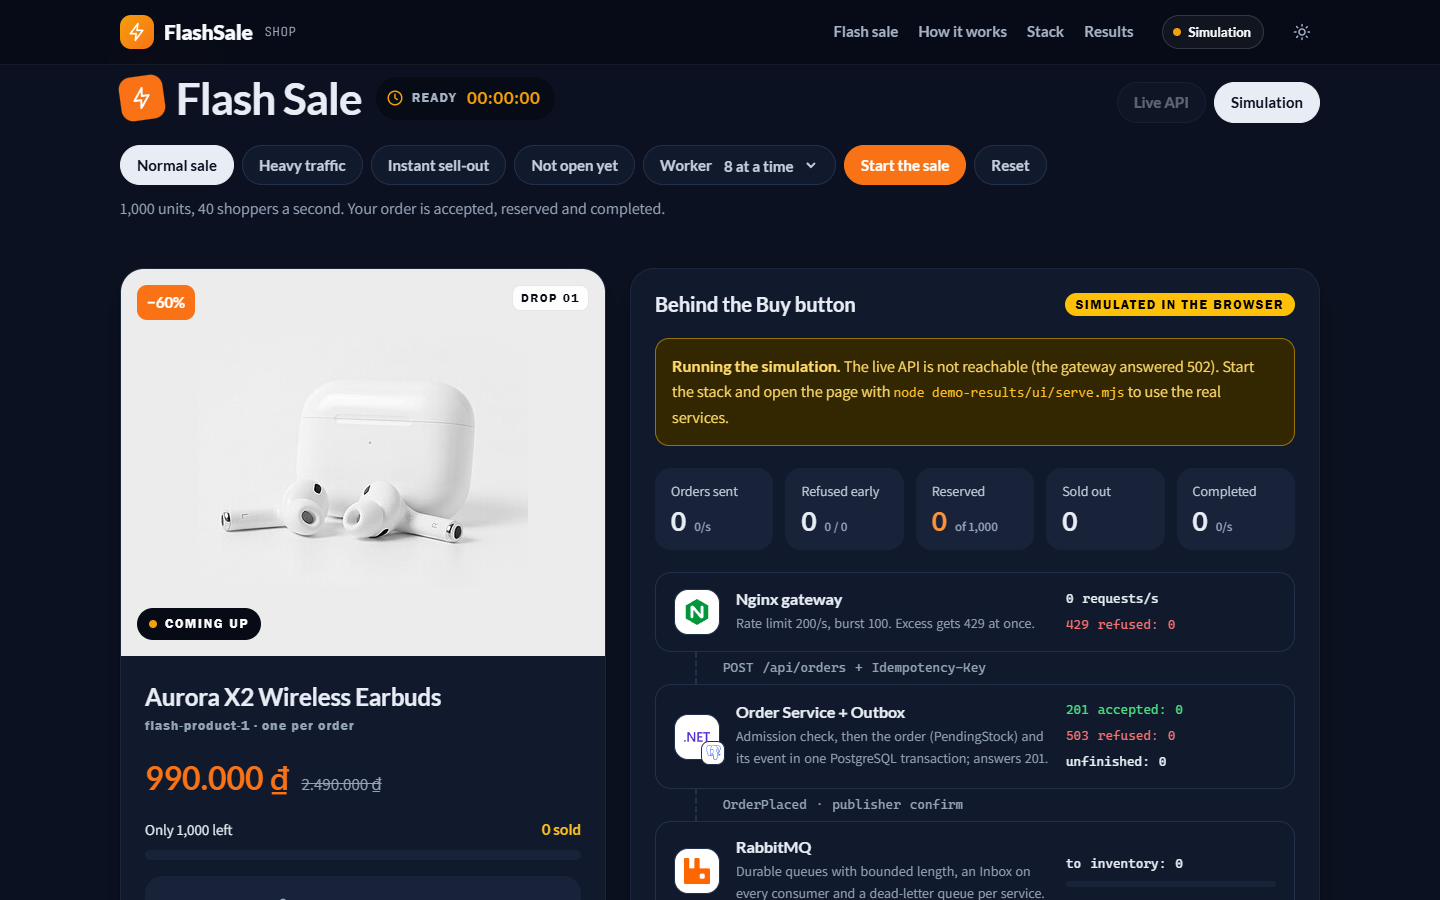 FlashSale SHOP
Flash sale
How it works
Stack
Results
Simulation
Flash Sale
READY 00:00:00
Live API
Simulation
Normal sale
Heavy traffic
Instant sell-out
Not open yet
Worker 8 at a time
Start the sale
Reset
1,000 units, 40 shoppers a second. Your order is accepted, reserved and completed.
−60%
DROP 01
COMING UP
Aurora X2 Wireless Earbuds
flash-product-1 · one per order
990.000 ₫ 2.490.000 ₫
Only 1,000 left
0 sold
Behind the Buy button
SIMULATED IN THE BROWSER
Running the simulation. The live API is not reachable (the gateway answered 502). Start
the stack and open the page with node demo-results/ui/serve.mjs to use the real
services.
Orders sent
0 0/s
Refused early
0 0 / 0
Reserved
0 of 1,000
Sold out
0
Completed
0 0/s
Nginx gateway
Rate limit 200/s, burst 100. Excess gets 429 at once.
0 requests/s
429 refused: 0
POST /api/orders + Idempotency-Key
.NET
Order Service + Outbox
Admission check, then the order (PendingStock) and
its event in one PostgreSQL transaction; answers 201.
201 accepted: 0
503 refused: 0
unfinished: 0
OrderPlaced · publisher confirm
RabbitMQ
Durable queues with bounded length, an Inbox on
every consumer and a dead-letter queue per service.
to inventory: 0